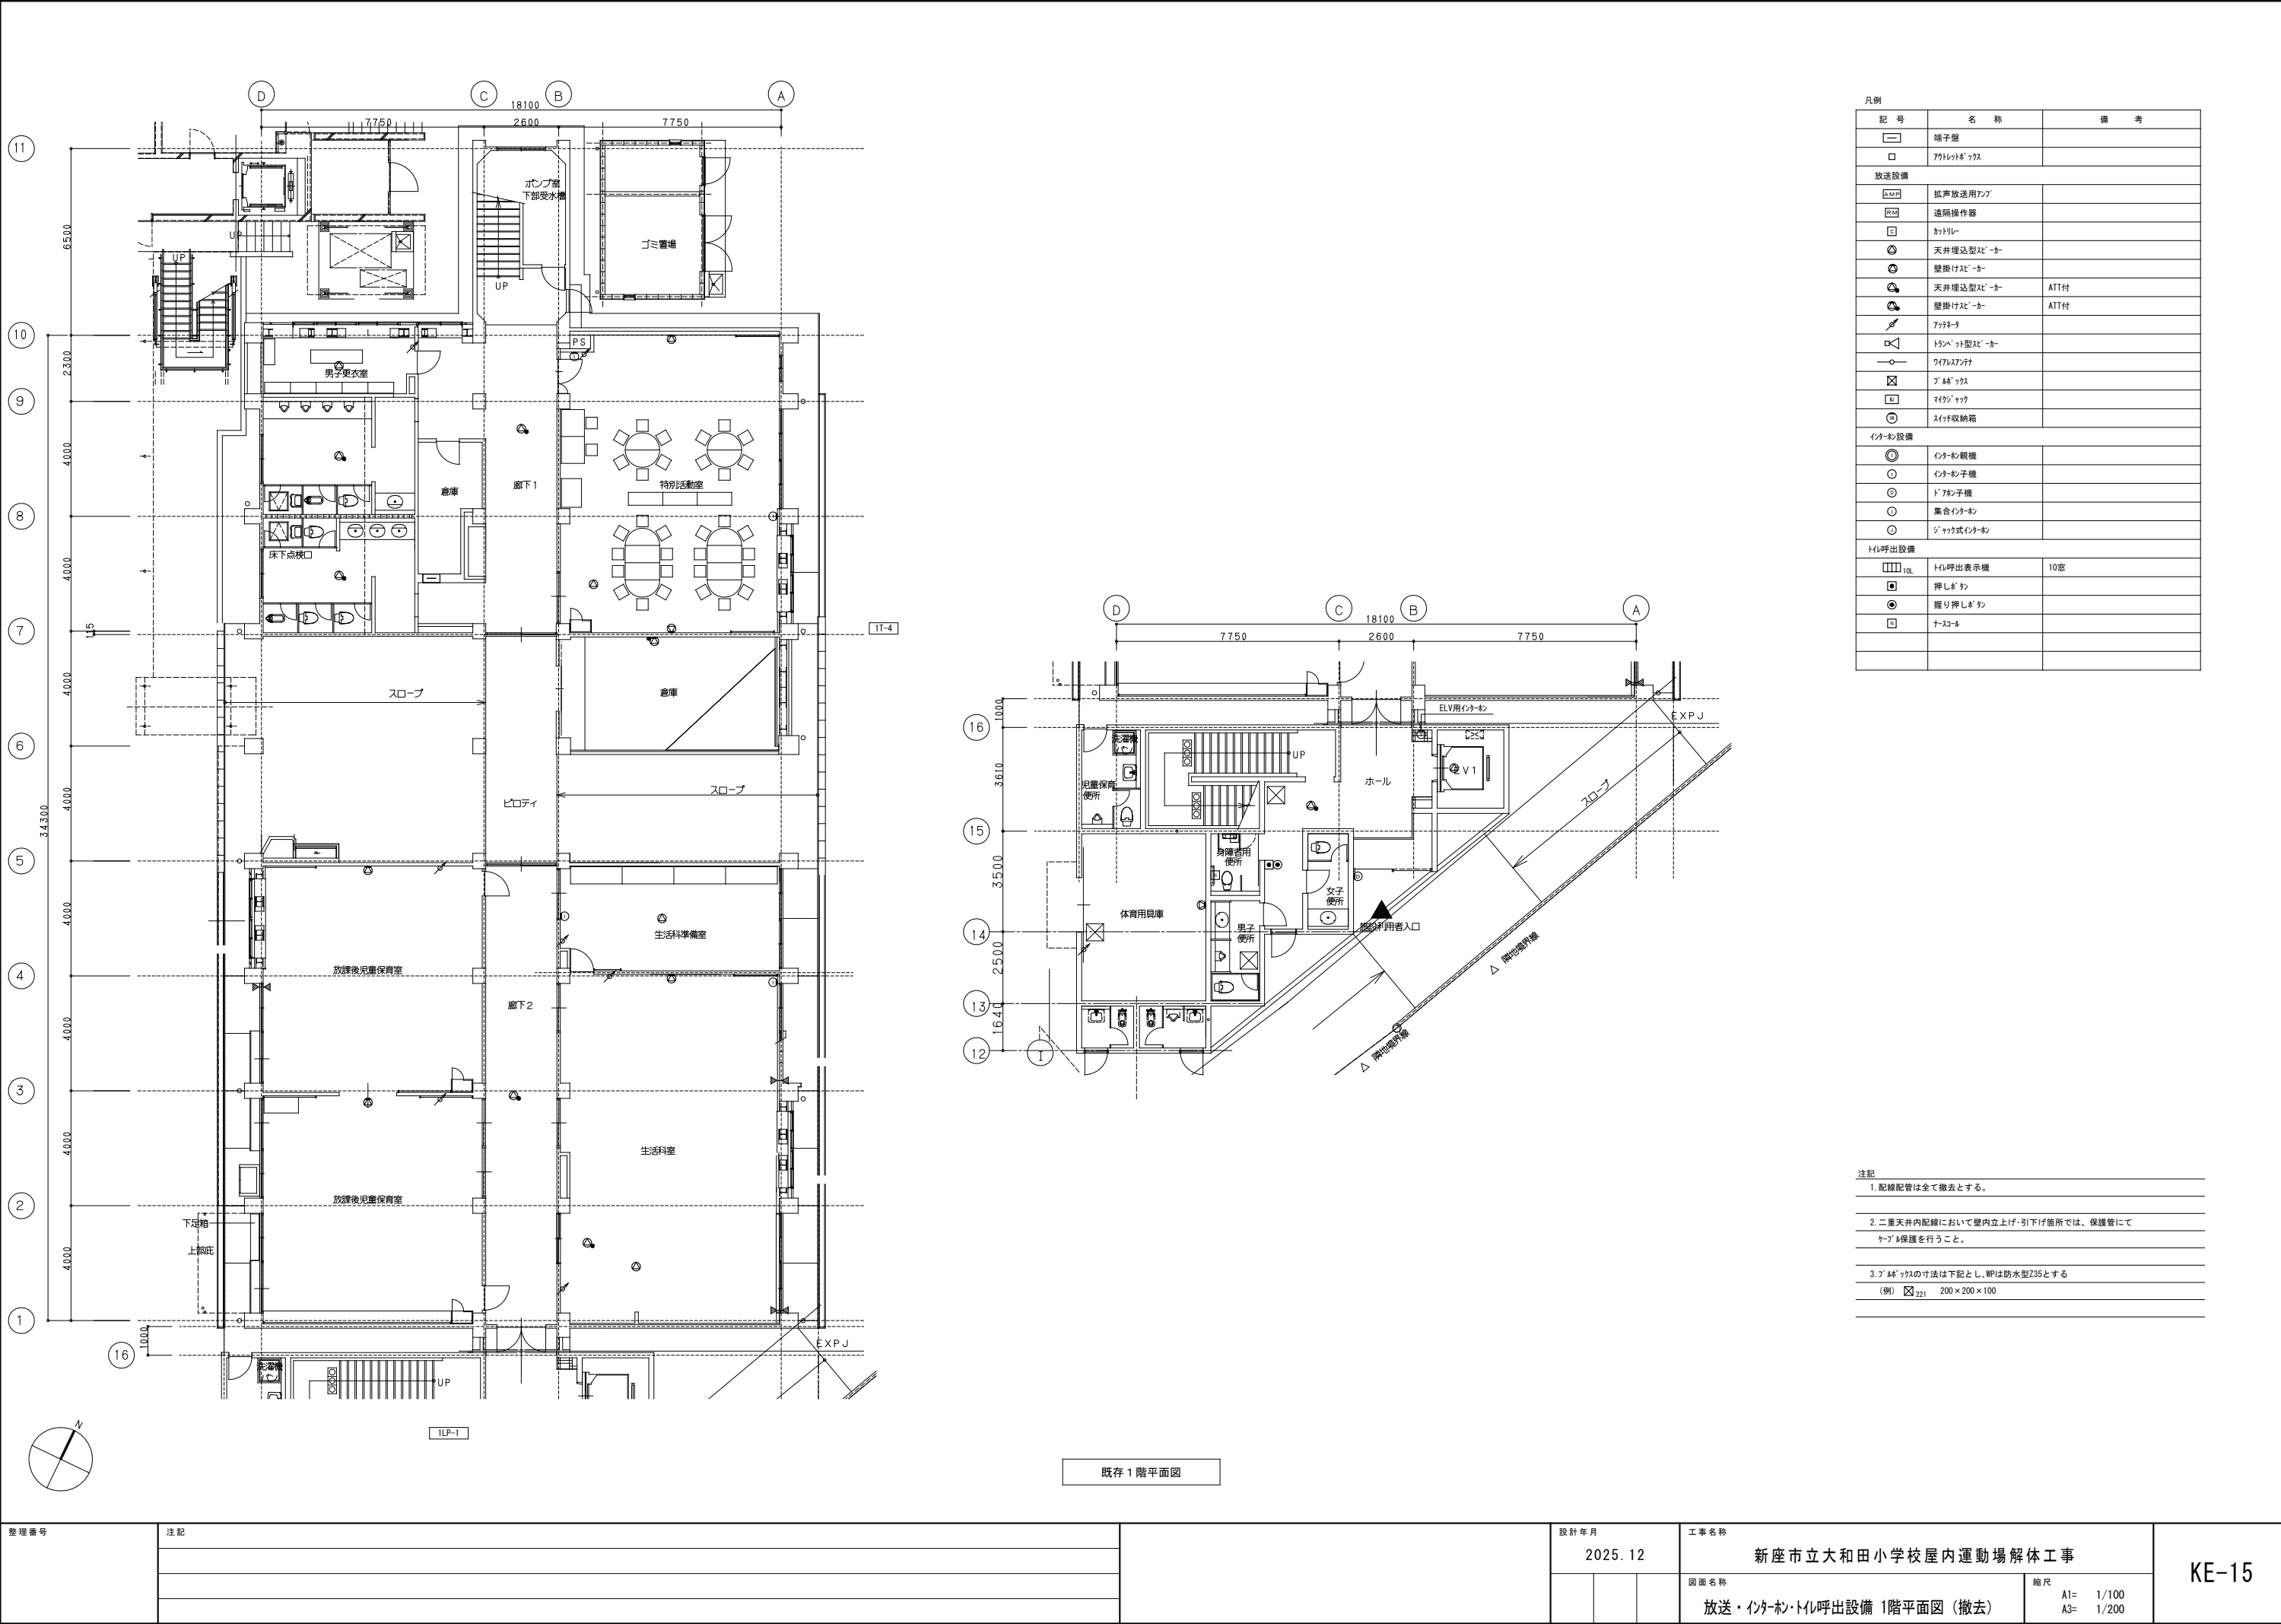 D
C
B
A
18100
7750
2600
7750
11
10
9
8
7
6
5
4
3
2
1
16
6500
2300
4000
4000
115
4000
4000
4000
4000
4000
4000
34300
1000
ポンプ室
下部受水槽
ゴミ置場
UP
UP
UP
PS
男子更衣室
倉庫
廊下1
特別活動室
床下点検口
1T-4
スロープ
倉庫
ピロティ
スロープ
放課後児童保育室
生活科準備室
廊下2
生活科室
放課後児童保育室
下足箱
上部庇
EXPJ
洗濯機
UP
1LP-1
N
D
C
B
A
18100
7750
2600
7750
16
15
14
13
12
I
1000
3610
3500
2500
1640
ELV用インターホン
EXPJ
洗濯機
UP
児童保育
便所
ホール
EV1
スロープ
身障者用
便所
女子
便所
体育用具庫
男子
便所
施設利用者入口
隣地境界線
隣地境界線
既存1階平面図
凡例
記 号 名 称 備 考
端子盤
アウトレットボックス
放送設備
AMP 拡声放送用アンプ
RM 遠隔操作器
C カットリレー
天井埋込型スピーカー
壁掛けスピーカー
天井埋込型スピーカー ATT付
壁掛けスピーカー ATT付
アッテネータ
トランペット型スピーカー
ワイアレスアンテナ
プルボックス
マイクジャック
スイッチ収納箱
インターホン設備
インターホン親機
インターホン子機
ドアホン子機
集合インターホン
ジャック式インターホン
トイレ呼出設備
10L トイレ呼出表示機 10窓
押しボタン
握り押しボタン
N ナースコール
注記
1.配線配管は全て撤去とする。
2.二重天井内配線において壁内立上げ・引下げ箇所では、保護管にて
ケーブル保護を行うこと。
3.プルボックスの寸法は下記とし、WPは防水型Z35とする
(例) 221 200×200×100
整理番号
注記
設計年月
2025.12
工事名称
新座市立大和田小学校屋内運動場解体工事
図面名称
放送・インターホン・トイレ呼出設備 1階平面図（撤去）
縮尺
A1= 1/100
A3= 1/200
KE-15